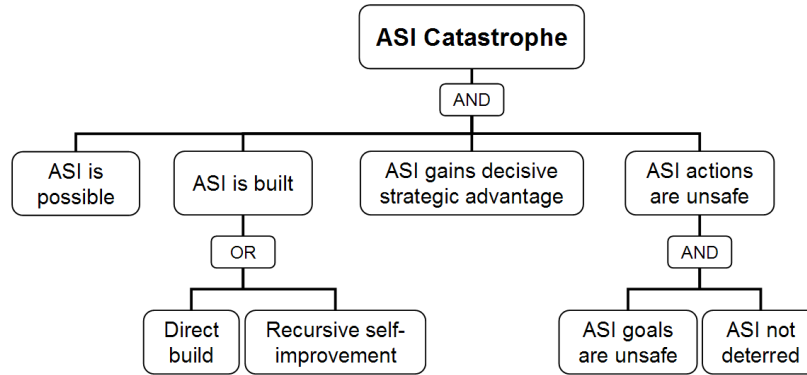 ASI Catastrophe
AND
ASI is
possible
ASI is built
ASI gains decisive
strategic advantage
ASI actions
are unsafe
OR
AND
Direct
build
Recursive self-
improvement
ASI goals
are unsafe
ASI not
deterred